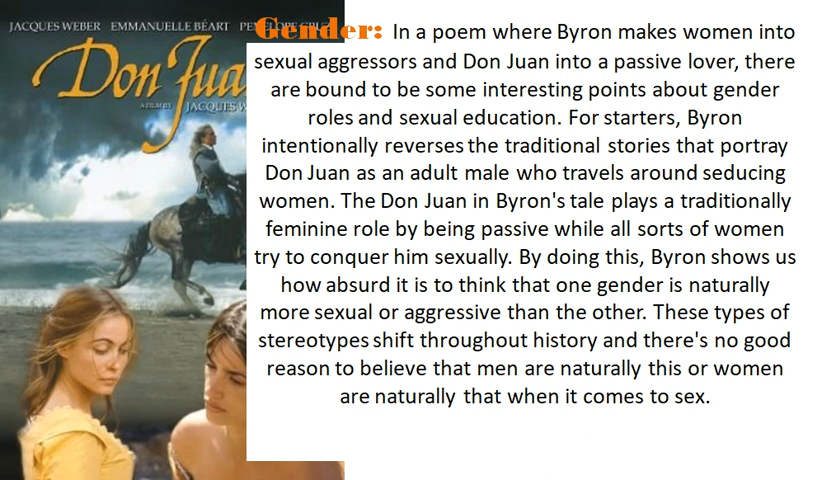 JACQUES WEBER EMMANUELLE BÉART
Don Jua
A FILM BY JACQUES W
Gender: In a poem where Byron makes women into
sexual aggressors and Don Juan into a passive lover, there
are bound to be some interesting points about gender
roles and sexual education. For starters, Byron
intentionally reverses the traditional stories that portray
Don Juan as an adult male who travels around seducing
women. The Don Juan in Byron's tale plays a traditionally
feminine role by being passive while all sorts of women
try to conquer him sexually. By doing this, Byron shows us
how absurd it is to think that one gender is naturally
more sexual or aggressive than the other. These types of
stereotypes shift throughout history and there's no good
reason to believe that men are naturally this or women
are naturally that when it comes to sex.